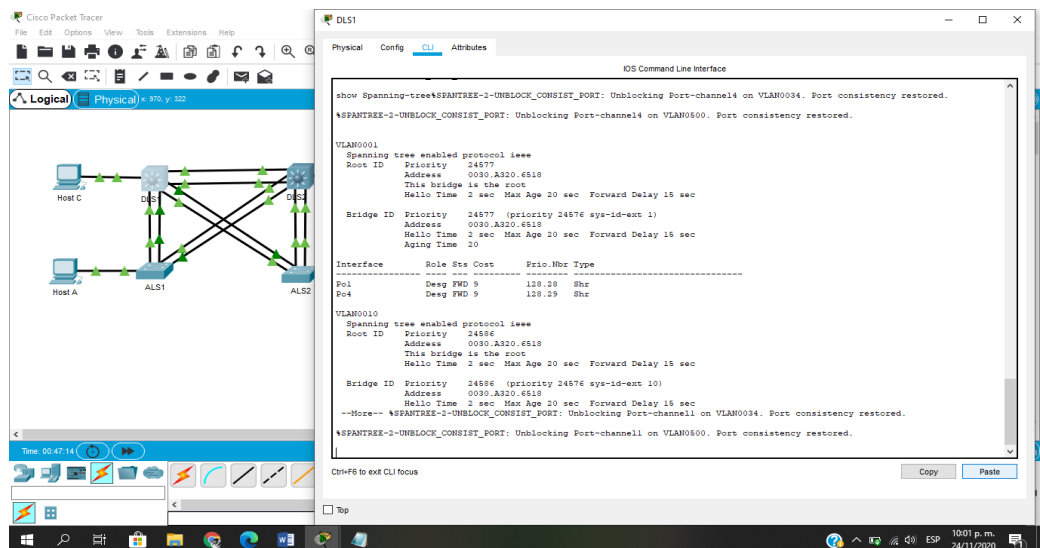 Cisco Packet Tracer
File Edit Options View Tools Extensions Help
Logical Physical x: 970, y: 322
Host C
DLS1
DLS2
Host A
ALS1
ALS2
Time: 00:47:14
DLS1
Physical Config CLI Attributes
IOS Command Line Interface
show Spanning-tree%SPANTREE-2-UNBLOCK_CONSIST_PORT: Unblocking Port-channel4 on VLAN0034. Port consistency restored.
%SPANTREE-2-UNBLOCK_CONSIST_PORT: Unblocking Port-channel4 on VLAN0500. Port consistency restored.
VLAN0001
Spanning tree enabled protocol ieee
Root ID Priority 24577
Address 0030.A320.6518
This bridge is the root
Hello Time 2 sec Max Age 20 sec Forward Delay 15 sec
Bridge ID Priority 24577 (priority 24576 sys-id-ext 1)
Address 0030.A320.6518
Hello Time 2 sec Max Age 20 sec Forward Delay 15 sec
Aging Time 20
Interface Role Sts Cost Prio.Nbr Type
---------------- ---- --- --------- -------- --------------------------------
Po1 Desg FWD 9 128.28 Shr
Po4 Desg FWD 9 128.29 Shr
VLAN0010
Spanning tree enabled protocol ieee
Root ID Priority 24586
Address 0030.A320.6518
This bridge is the root
Hello Time 2 sec Max Age 20 sec Forward Delay 15 sec
Bridge ID Priority 24586 (priority 24576 sys-id-ext 10)
Address 0030.A320.6518
Hello Time 2 sec Max Age 20 sec Forward Delay 15 sec
--More-- %SPANTREE-2-UNBLOCK_CONSIST_PORT: Unblocking Port-channel1 on VLAN0034. Port consistency restored.
%SPANTREE-2-UNBLOCK_CONSIST_PORT: Unblocking Port-channel1 on VLAN0500. Port consistency restored.
Ctrl+F6 to exit CLI focus
Copy Paste
Top
ESP
10:01 p. m.
24/11/2020